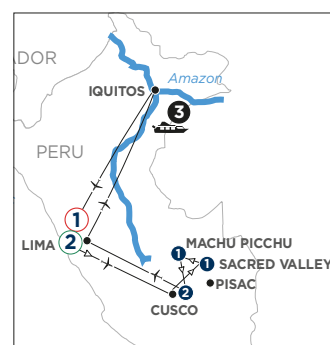 ADOR
Amazon
IQUITOS
3
PERU
1
LIMA 2
1 MACHU PICCHU
1 SACRED VALLEY
PISAC
2
CUSCO